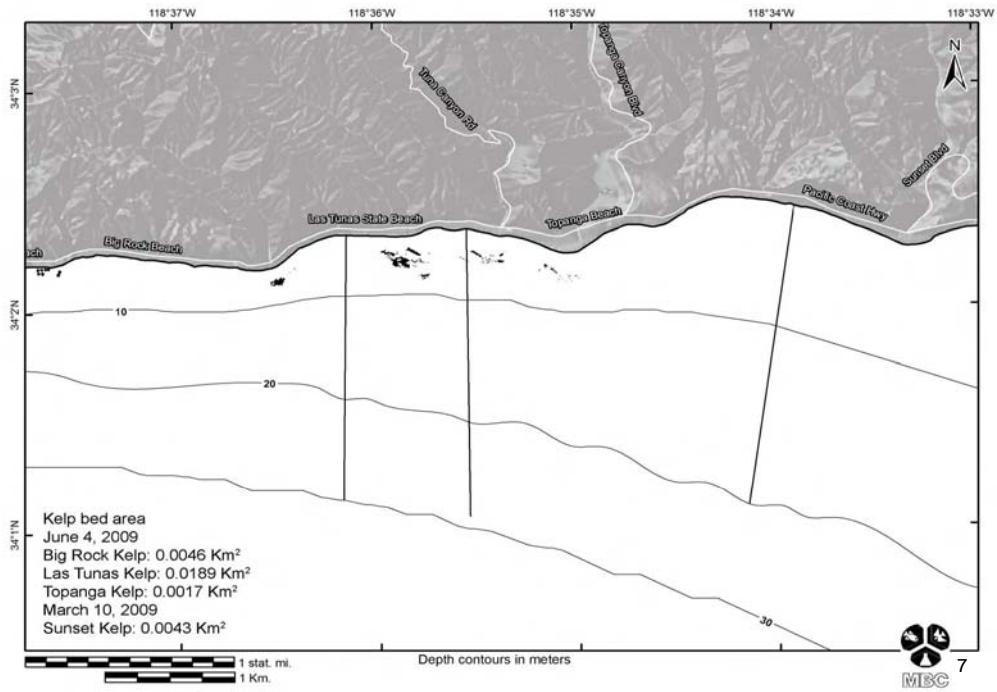 118°37'W 118°36'W 118°35'W 118°34'W 118°33'W
N
34°3'N
Tuna Canyon Rd
Topanga Canyon Blvd
Sunset Blvd
Pacific Coast Hwy
Las Tunas State Beach
Topanga Beach
Big Rock Beach
ach
34°2'N
10
20
34°1'N
Kelp bed area
June 4, 2009
Big Rock Kelp: 0.0046 Km²
Las Tunas Kelp: 0.0189 Km²
Topanga Kelp: 0.0017 Km²
March 10, 2009
Sunset Kelp: 0.0043 Km²
30
1 stat. mi.
Depth contours in meters
1 Km.
MBC
7